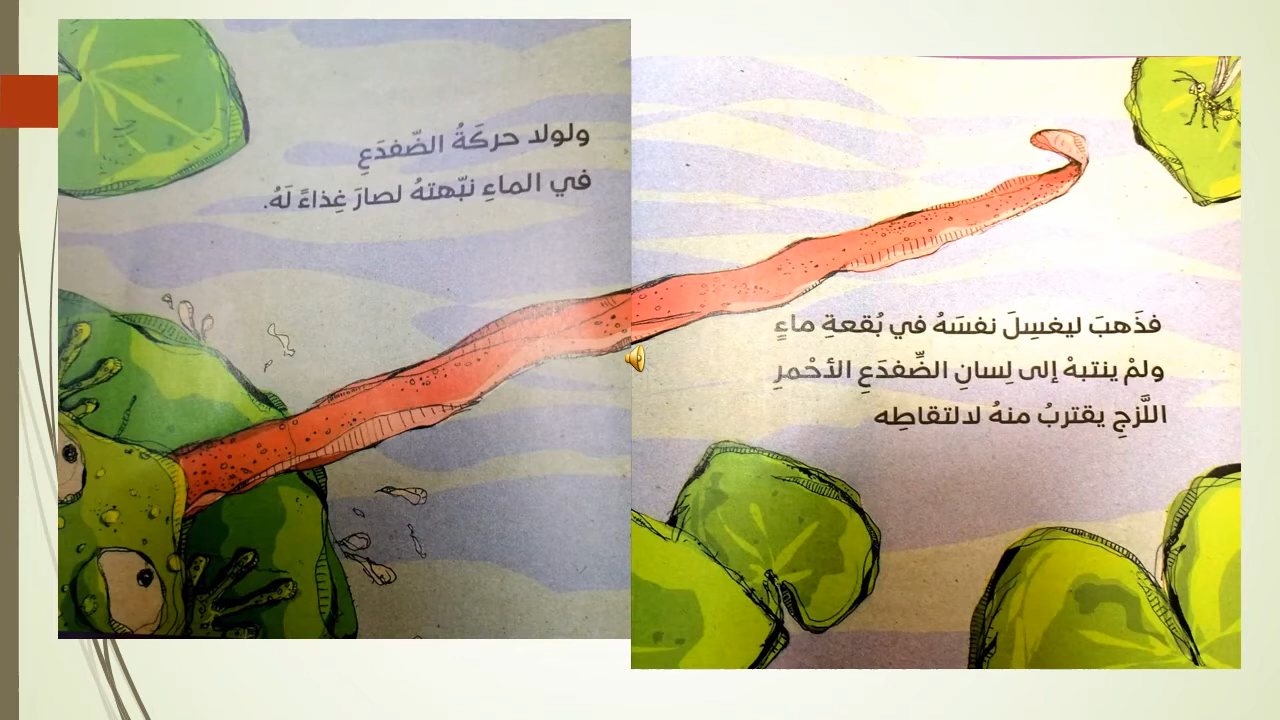 فذَهبَ ليغسِلَ نفسَهُ في بُقعةِ ماءٍ
ولمْ ينتبهْ إلى لِسانِ الضِّفدَعِ الأحْمرِ
اللَّزجِ يقتربُ منهُ لالتقاطِه
ولولا حركَةُ الضّفدَعِ
في الماءِ نبّهتهُ لصارَ غِذاءً لَهُ.